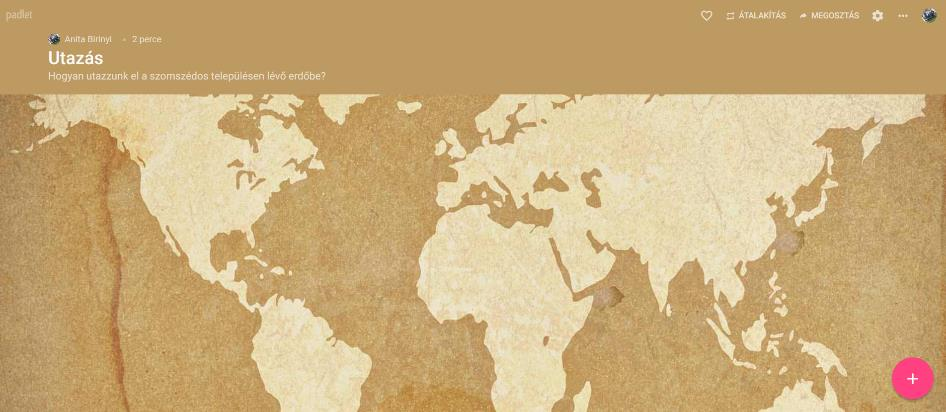 padlet
ÁTALAKÍTÁS
MEGOSZTÁS
Anita Birinyi • 2 perce
Utazás
Hogyan utazzunk el a szomszédos településen lévő erdőbe?